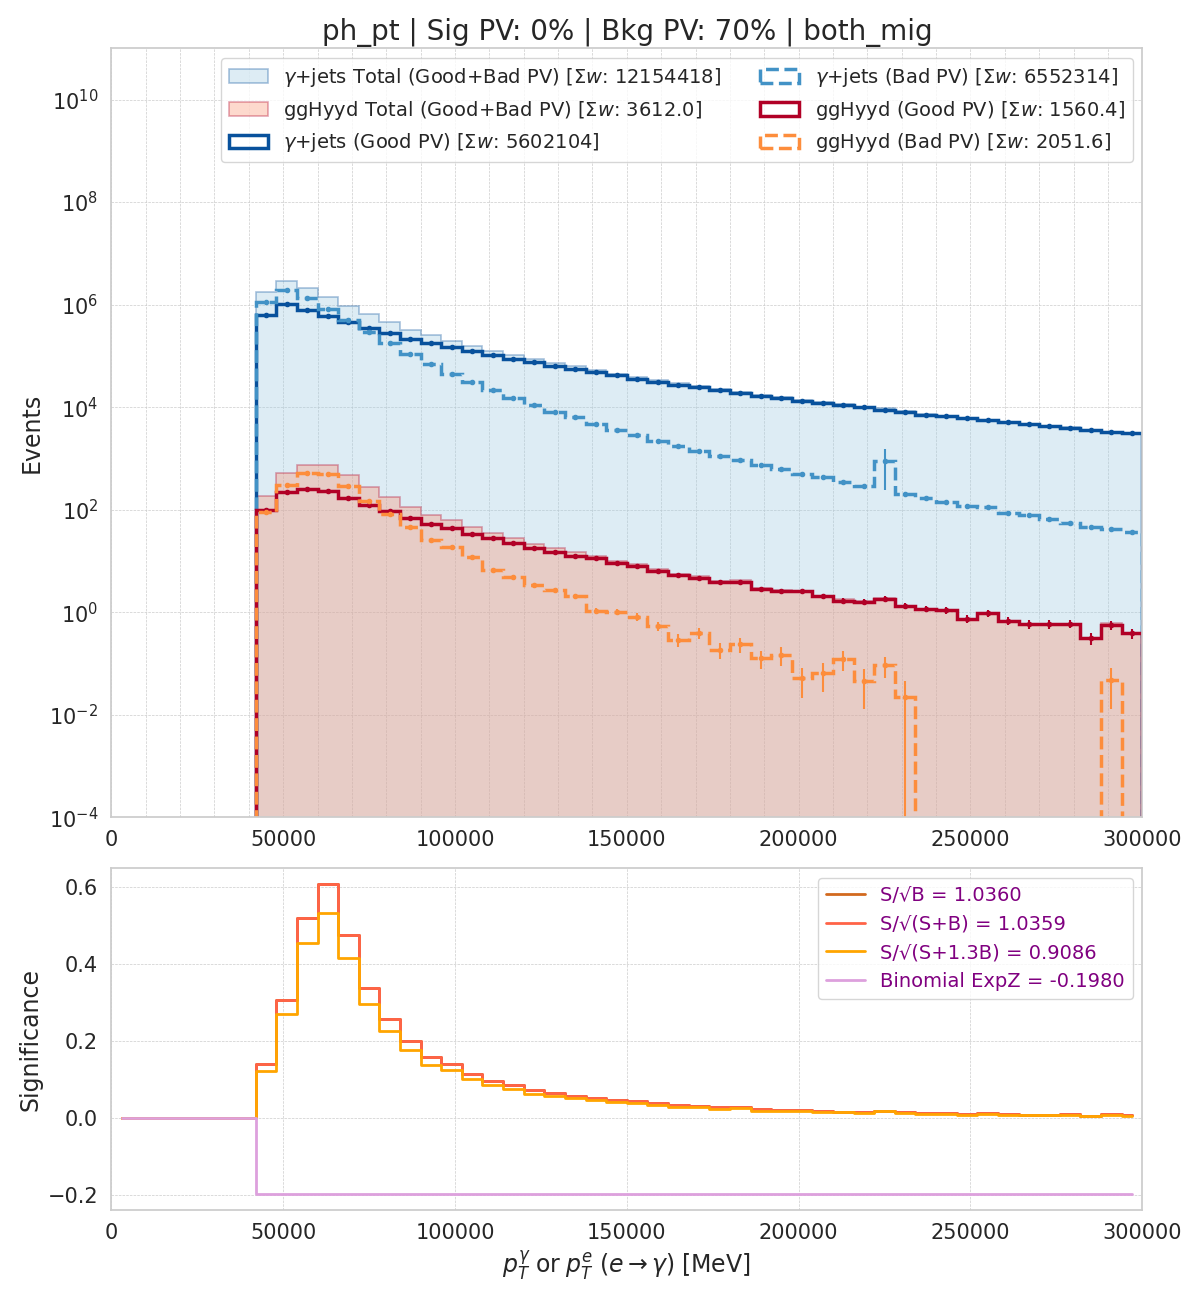 ph_pt | Sig PV: 0% | Bkg PV: 70% | both_mig
γ+jets Total (Good+Bad PV) [Σw: 12154418]
ggHyyd Total (Good+Bad PV) [Σw: 3612.0]
γ+jets (Good PV) [Σw: 5602104]
γ+jets (Bad PV) [Σw: 6552314]
ggHyyd (Good PV) [Σw: 1560.4]
ggHyyd (Bad PV) [Σw: 2051.6]
Events
10^10
10^8
10^6
10^4
10^2
10^0
10^−2
10^−4
0 50000 100000 150000 200000 250000 300000
S/√B = 1.0360
S/√(S+B) = 1.0359
S/√(S+1.3B) = 0.9086
Binomial ExpZ = -0.1980
Significance
0.6
0.4
0.2
0.0
−0.2
0 50000 100000 150000 200000 250000 300000
p_T^γ or p_T^e (e→γ) [MeV]